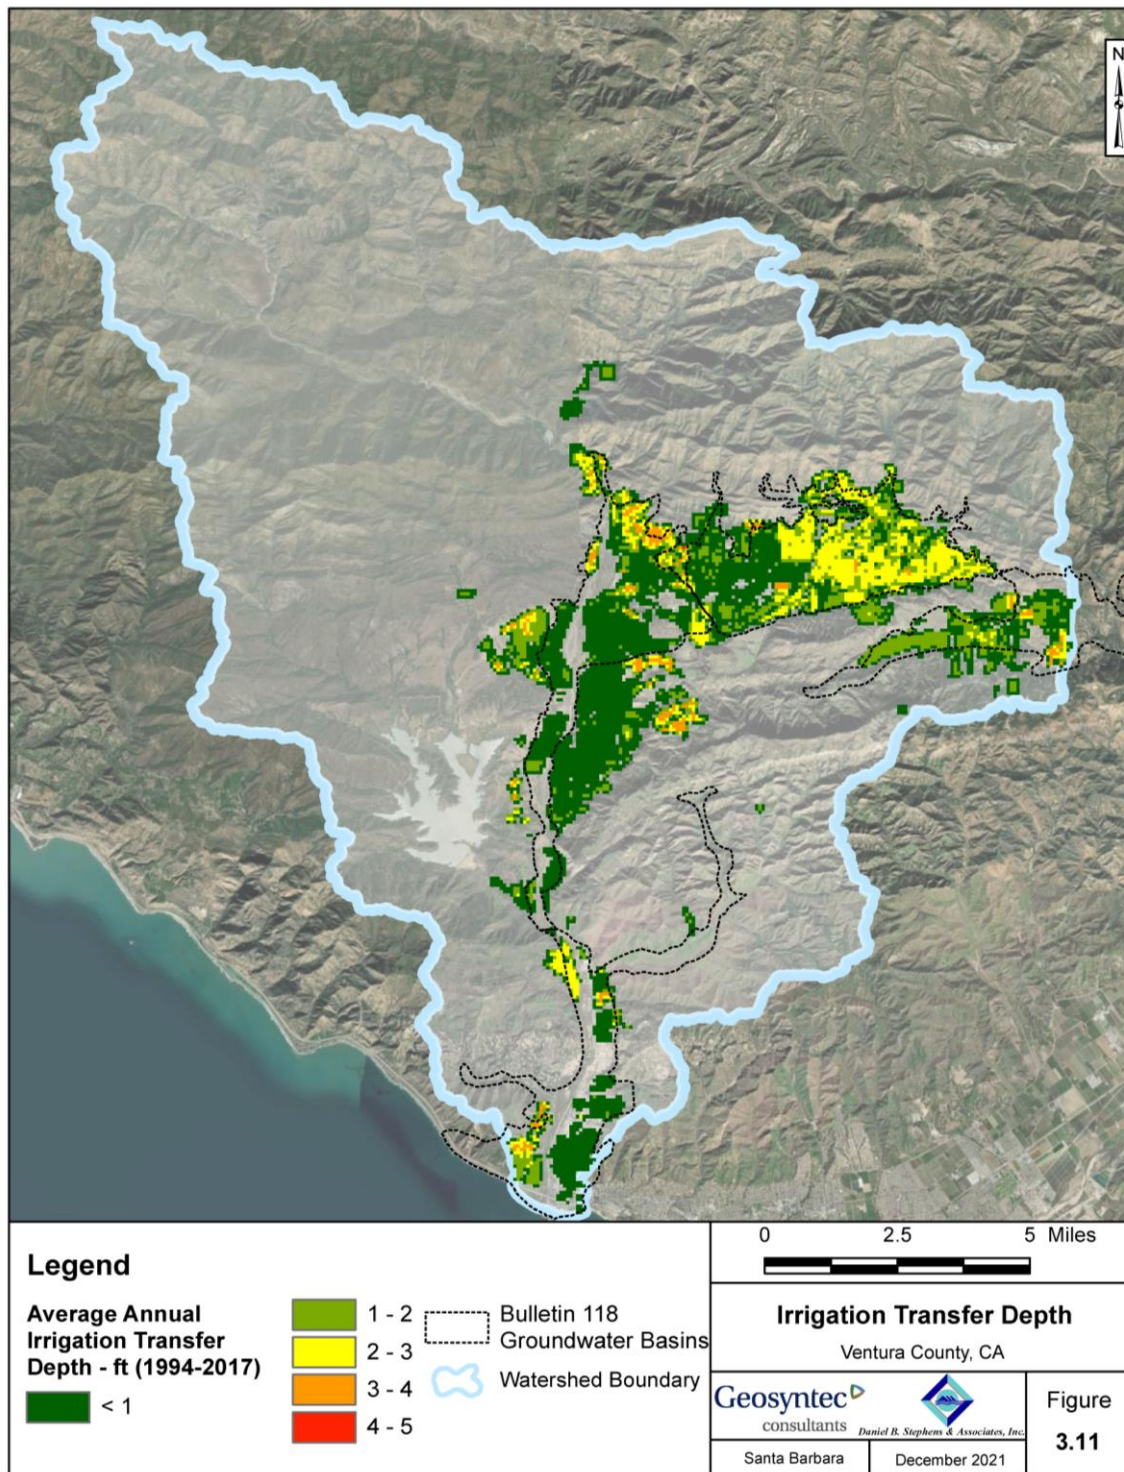 N
Legend
Average Annual
Irrigation Transfer
Depth - ft (1994-2017)
< 1
1 - 2
2 - 3
3 - 4
4 - 5
Bulletin 118
Groundwater Basins
Watershed Boundary
0 2.5 5 Miles
Irrigation Transfer Depth
Ventura County, CA
Geosyntec
consultants
Daniel B. Stephens & Associates, Inc.
Santa Barbara
December 2021
Figure
3.11